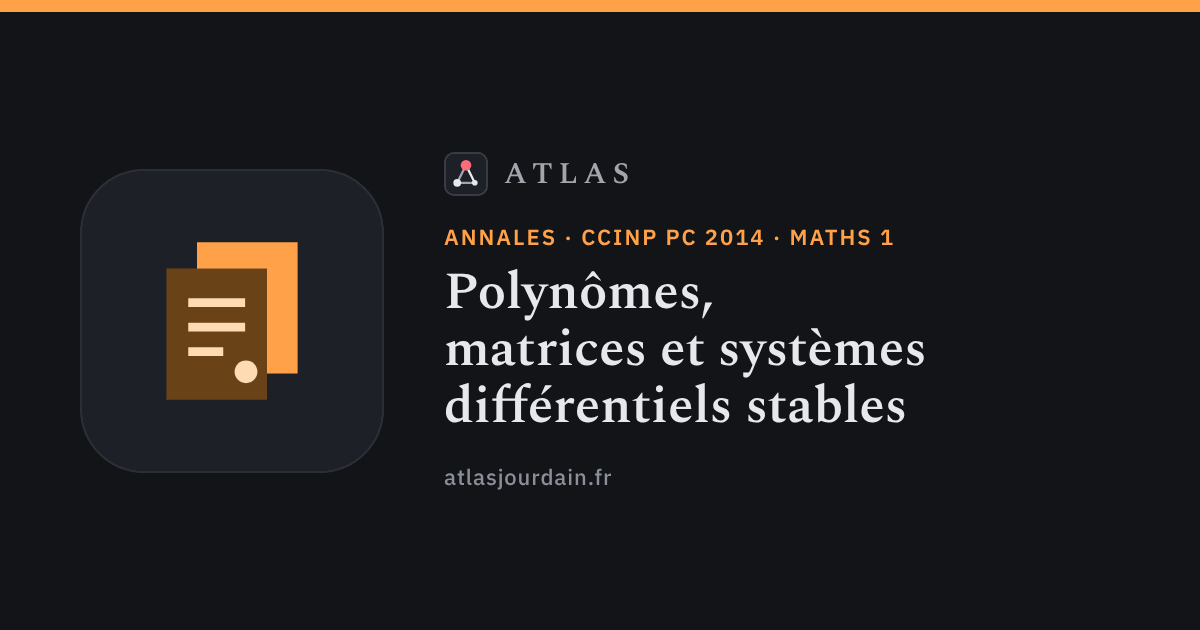 ATLAS
ANNALES · CCINP PC 2014 · MATHS 1
Polynômes,
matrices et systèmes
différentiels stables
atlasjourdain.fr